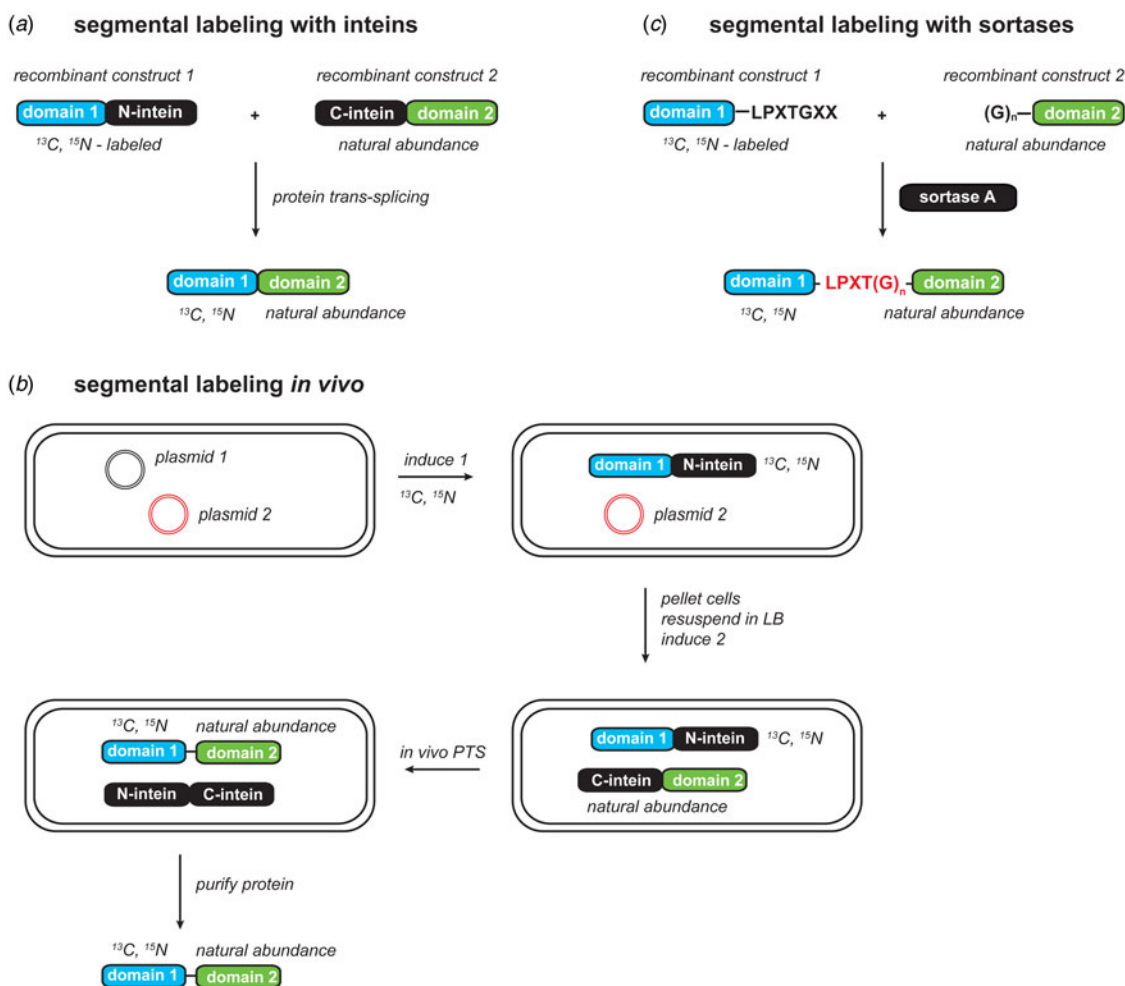 (a) segmental labeling with inteins
recombinant construct 1 recombinant construct 2
domain 1 N-intein + C-intein domain 2
¹³C, ¹⁵N - labeled natural abundance
protein trans-splicing
domain 1 domain 2
¹³C, ¹⁵N natural abundance
(c) segmental labeling with sortases
recombinant construct 1 recombinant construct 2
domain 1 LPXTGXX + (G)ₙ domain 2
¹³C, ¹⁵N - labeled natural abundance
sortase A
domain 1 LPXT(G)ₙ domain 2
¹³C, ¹⁵N natural abundance
(b) segmental labeling in vivo
plasmid 1
plasmid 2
induce 1
¹³C, ¹⁵N
domain 1 N-intein ¹³C, ¹⁵N
plasmid 2
pellet cells
resuspend in LB
induce 2
domain 1 N-intein ¹³C, ¹⁵N
C-intein domain 2
natural abundance
in vivo PTS
¹³C, ¹⁵N natural abundance
domain 1 domain 2
N-intein C-intein
purify protein
¹³C, ¹⁵N natural abundance
domain 1 domain 2